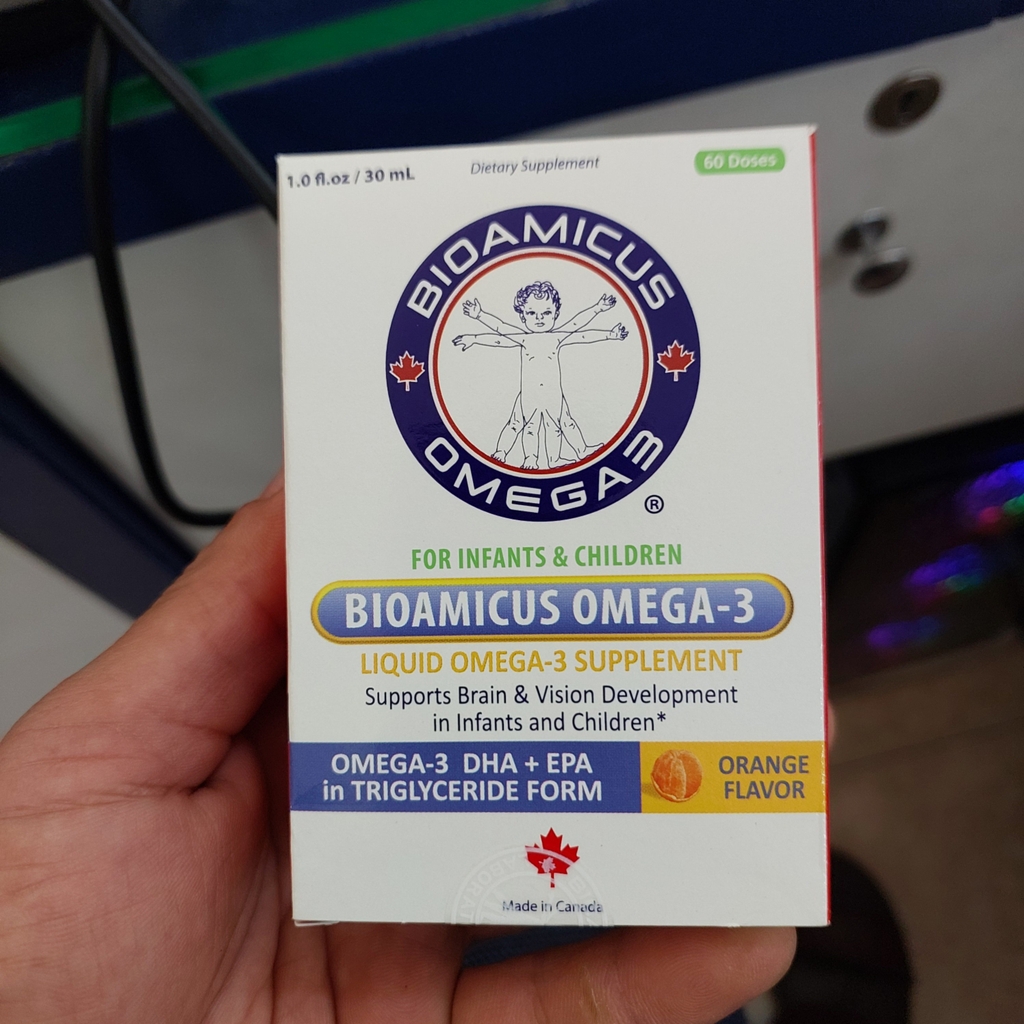 1.0 fl.oz / 30 mL
Dietary Supplement
60 Doses
BIOAMICUS
OMEGA3
®
FOR INFANTS & CHILDREN
BIOAMICUS OMEGA-3
LIQUID OMEGA-3 SUPPLEMENT
Supports Brain & Vision Development
in Infants and Children*
OMEGA-3 DHA + EPA
in TRIGLYCERIDE FORM
ORANGE
FLAVOR
Made in Canada